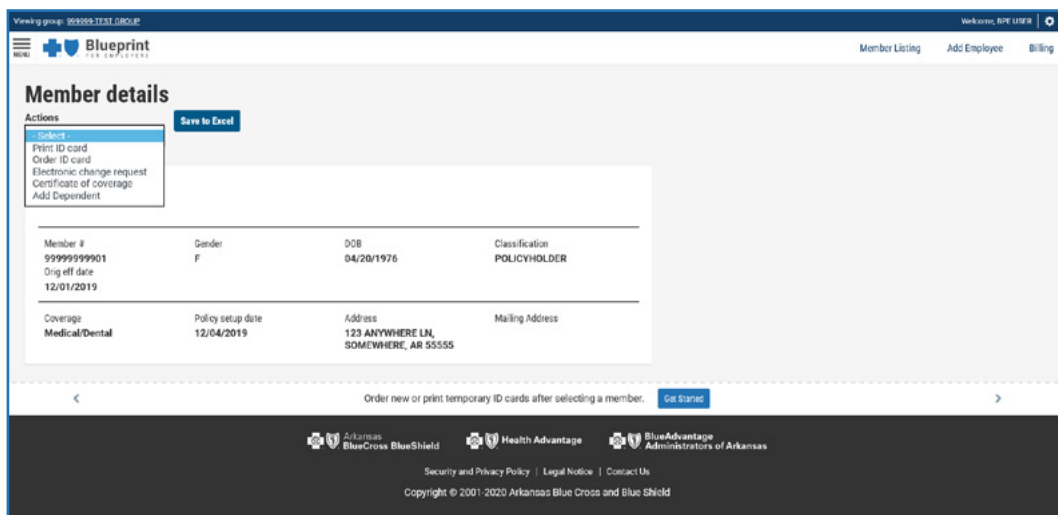 Viewing group: 999999-TEST GROUP
Welcome, BPE USER
MENU
Blueprint
FOR EMPLOYERS
Member Listing
Add Employee
Billing
Member details
Actions
Save to Excel
- Select -
Print ID card
Order ID card
Electronic change request
Certificate of coverage
Add Dependent
Member # Gender DOB Classification
99999999901 F 04/20/1976 POLICYHOLDER
Orig eff date
12/01/2019
Coverage Policy setup date Address Mailing Address
Medical/Dental 12/04/2019 123 ANYWHERE LN,
SOMEWHERE, AR 55555
Order new or print temporary ID cards after selecting a member. Get Started
Arkansas
BlueCross BlueShield
Health Advantage
BlueAdvantage
Administrators of Arkansas
Security and Privacy Policy | Legal Notice | Contact Us
Copyright © 2001-2020 Arkansas Blue Cross and Blue Shield